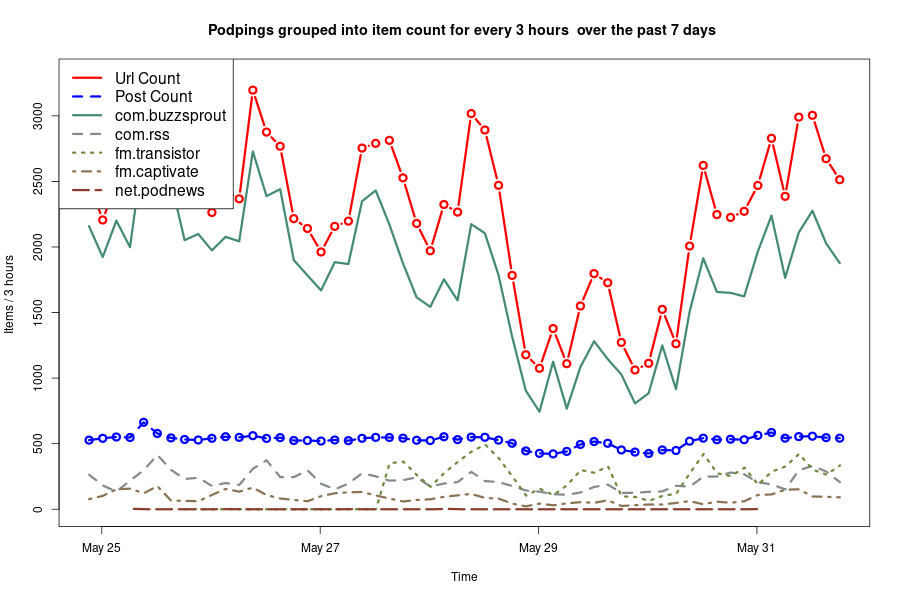 Podpings grouped into item count for every 3 hours  over the past 7 days
Url Count
Post Count
com.buzzsprout
com.rss
fm.transistor
fm.captivate
net.podnews
Items / 3 hours
3000
2500
2000
1500
1000
500
0
May 25
May 27
May 29
May 31
Time